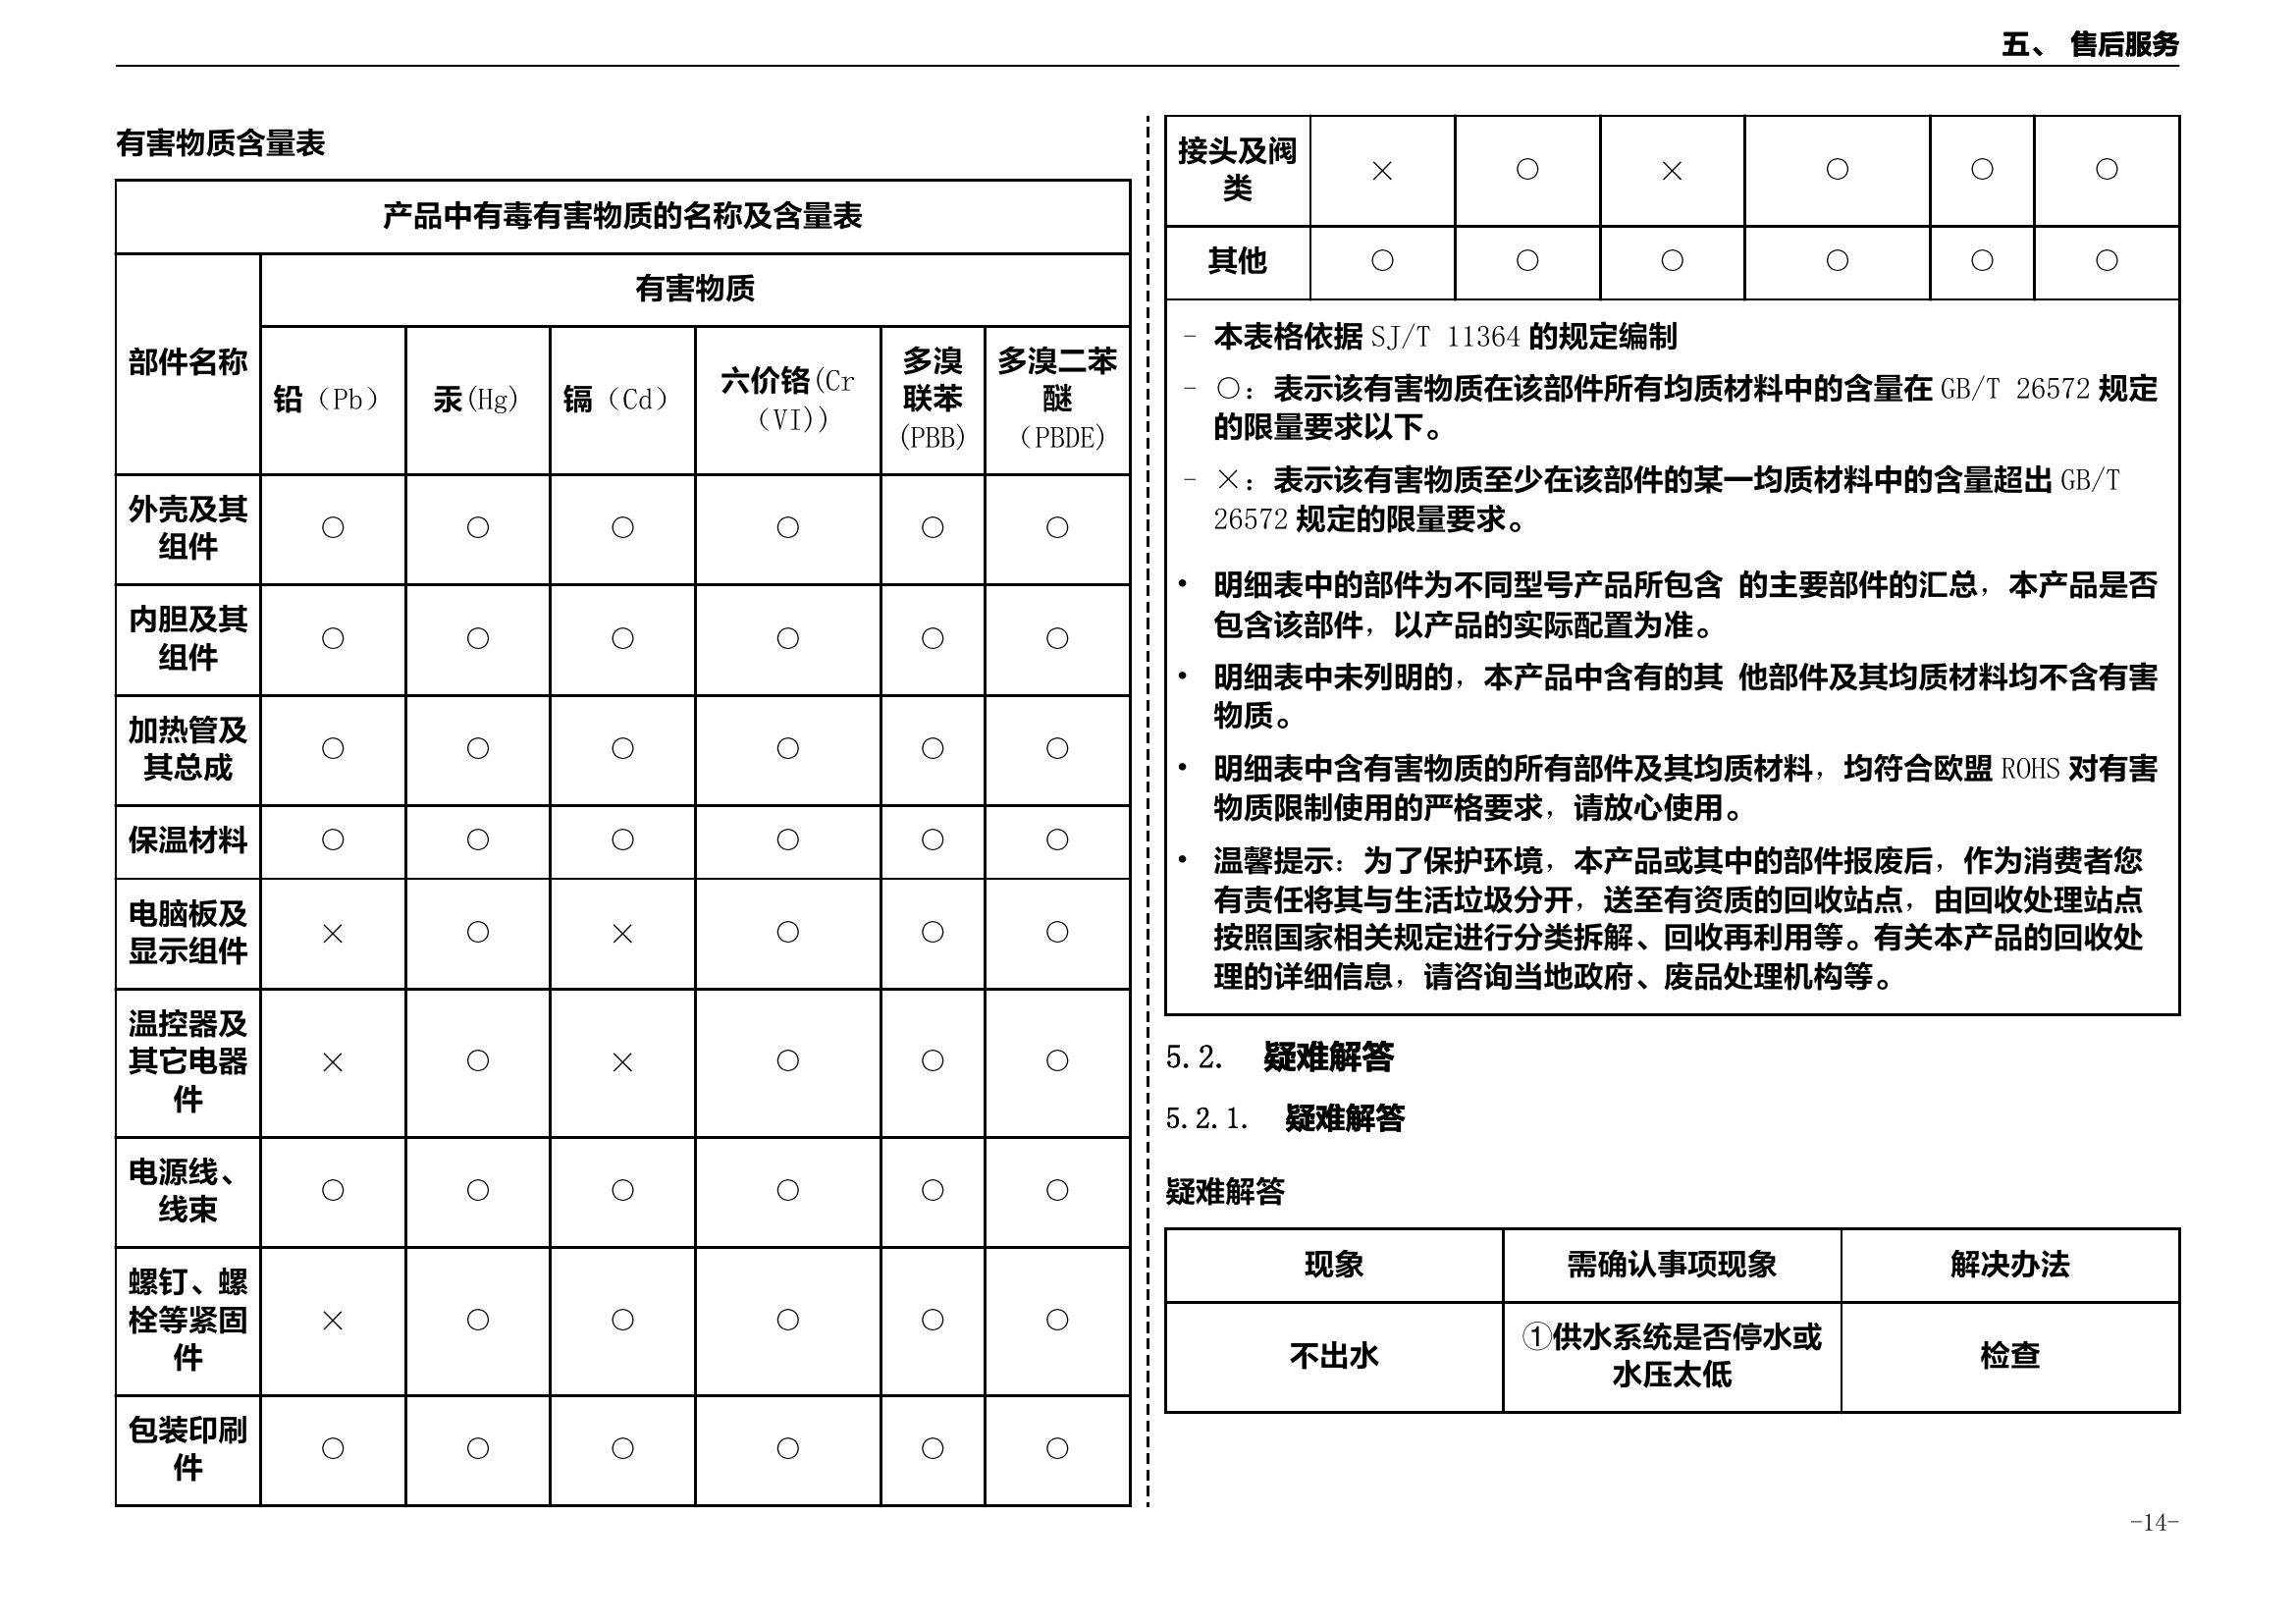 五、 售后服务
有害物质含量表
产品中有毒有害物质的名称及含量表
部件名称
有害物质
铅（Pb）
汞(Hg)
镉（Cd）
六价铬(Cr
（VI))
多溴
联苯
(PBB)
多溴二苯
醚
（PBDE)
外壳及其
组件
○ ○ ○ ○ ○ ○
内胆及其
组件
○ ○ ○ ○ ○ ○
加热管及
其总成
○ ○ ○ ○ ○ ○
保温材料 ○ ○ ○ ○ ○ ○
电脑板及
显示组件
× ○ × ○ ○ ○
温控器及
其它电器
件
× ○ × ○ ○ ○
电源线、
线束
○ ○ ○ ○ ○ ○
螺钉、螺
栓等紧固
件
× ○ ○ ○ ○ ○
包装印刷
件
○ ○ ○ ○ ○ ○
接头及阀
类
× ○ × ○ ○ ○
其他 ○ ○ ○ ○ ○ ○
- 本表格依据 SJ/T 11364 的规定编制
- ○：表示该有害物质在该部件所有均质材料中的含量在 GB/T 26572 规定
的限量要求以下。
- ×：表示该有害物质至少在该部件的某一均质材料中的含量超出 GB/T
26572 规定的限量要求。
• 明细表中的部件为不同型号产品所包含 的主要部件的汇总，本产品是否
包含该部件，以产品的实际配置为准。
• 明细表中未列明的，本产品中含有的其 他部件及其均质材料均不含有害
物质。
• 明细表中含有害物质的所有部件及其均质材料，均符合欧盟 ROHS 对有害
物质限制使用的严格要求，请放心使用。
• 温馨提示：为了保护环境，本产品或其中的部件报废后，作为消费者您
有责任将其与生活垃圾分开，送至有资质的回收站点，由回收处理站点
按照国家相关规定进行分类拆解、回收再利用等。有关本产品的回收处
理的详细信息，请咨询当地政府、废品处理机构等。
5.2. 疑难解答
5.2.1. 疑难解答
疑难解答
现象 需确认事项现象 解决办法
不出水
①供水系统是否停水或
水压太低
检查
-14-